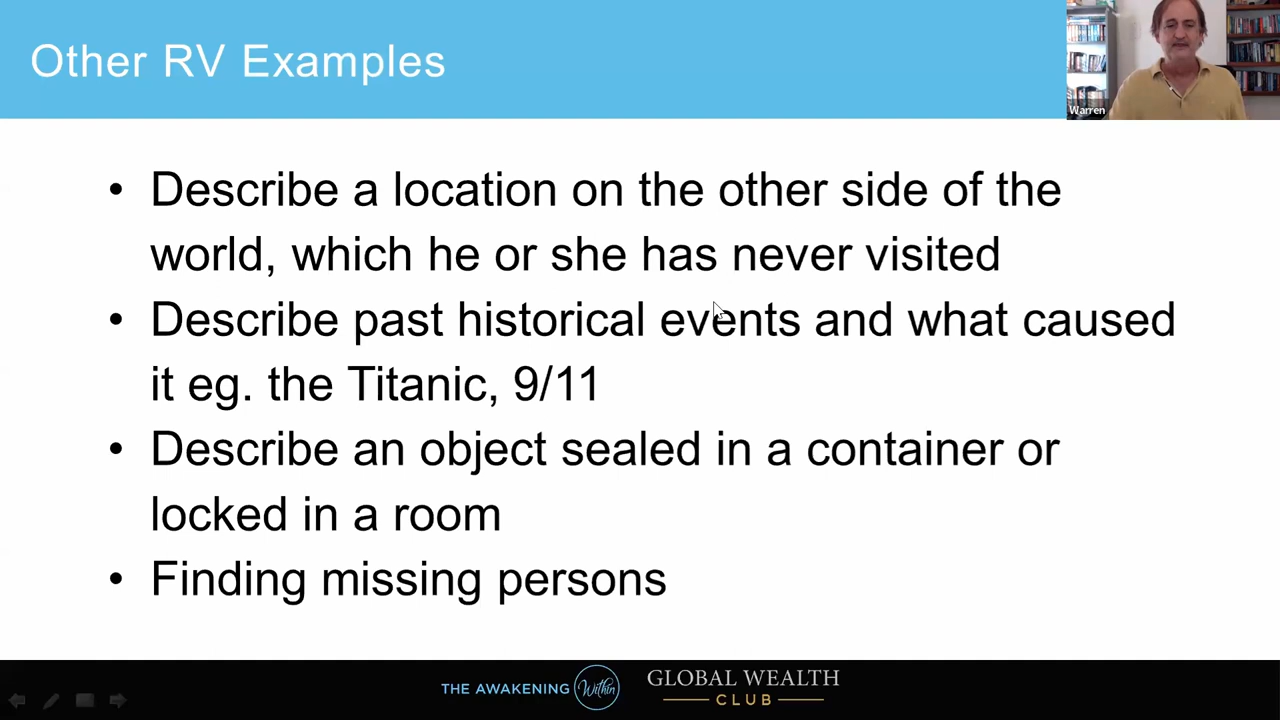 Other RV Examples
Warren
• Describe a location on the other side of the
world, which he or she has never visited
• Describe past historical events and what caused
it eg. the Titanic, 9/11
• Describe an object sealed in a container or
locked in a room
• Finding missing persons
THE AWAKENING Within
GLOBAL WEALTH
CLUB